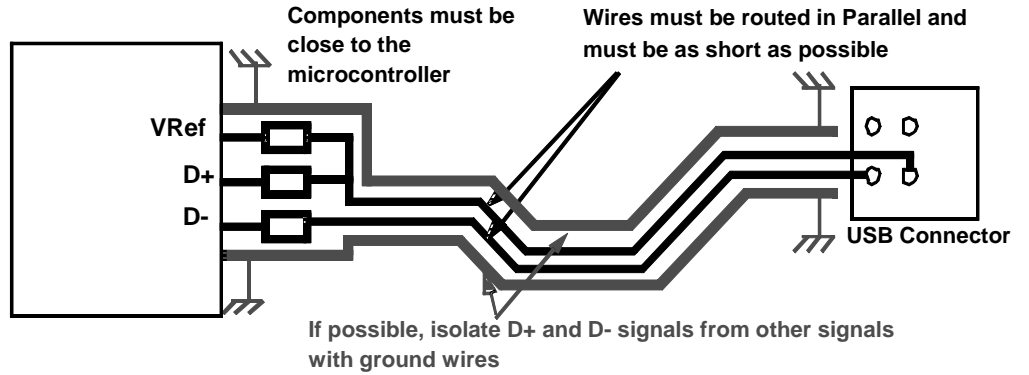 Components must be
close to the
microcontroller
Wires must be routed in Parallel and
must be as short as possible
VRef
D+
D-
USB Connector
If possible, isolate D+ and D- signals from other signals
with ground wires